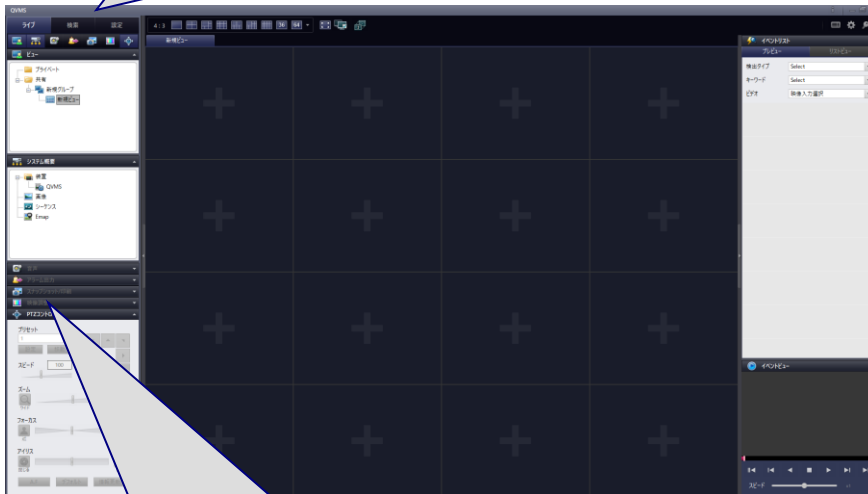 QVMS
ライブ 検索 設定
4:3 36 64
ビュー
新規ビュー
プライベート
共有
新規グループ
新規ビュー
システム概要
装置
QVMS
画像
シーケンス
Emap
PTZコントロ
プリセット
1
スピード 100
ズーム
フォーカス
アイリス
イベントリスト
プレビュー リストビュー
検出タイプ Select
キーワード Select
ビデオ 映像入力選択
イベントビュー
スピード